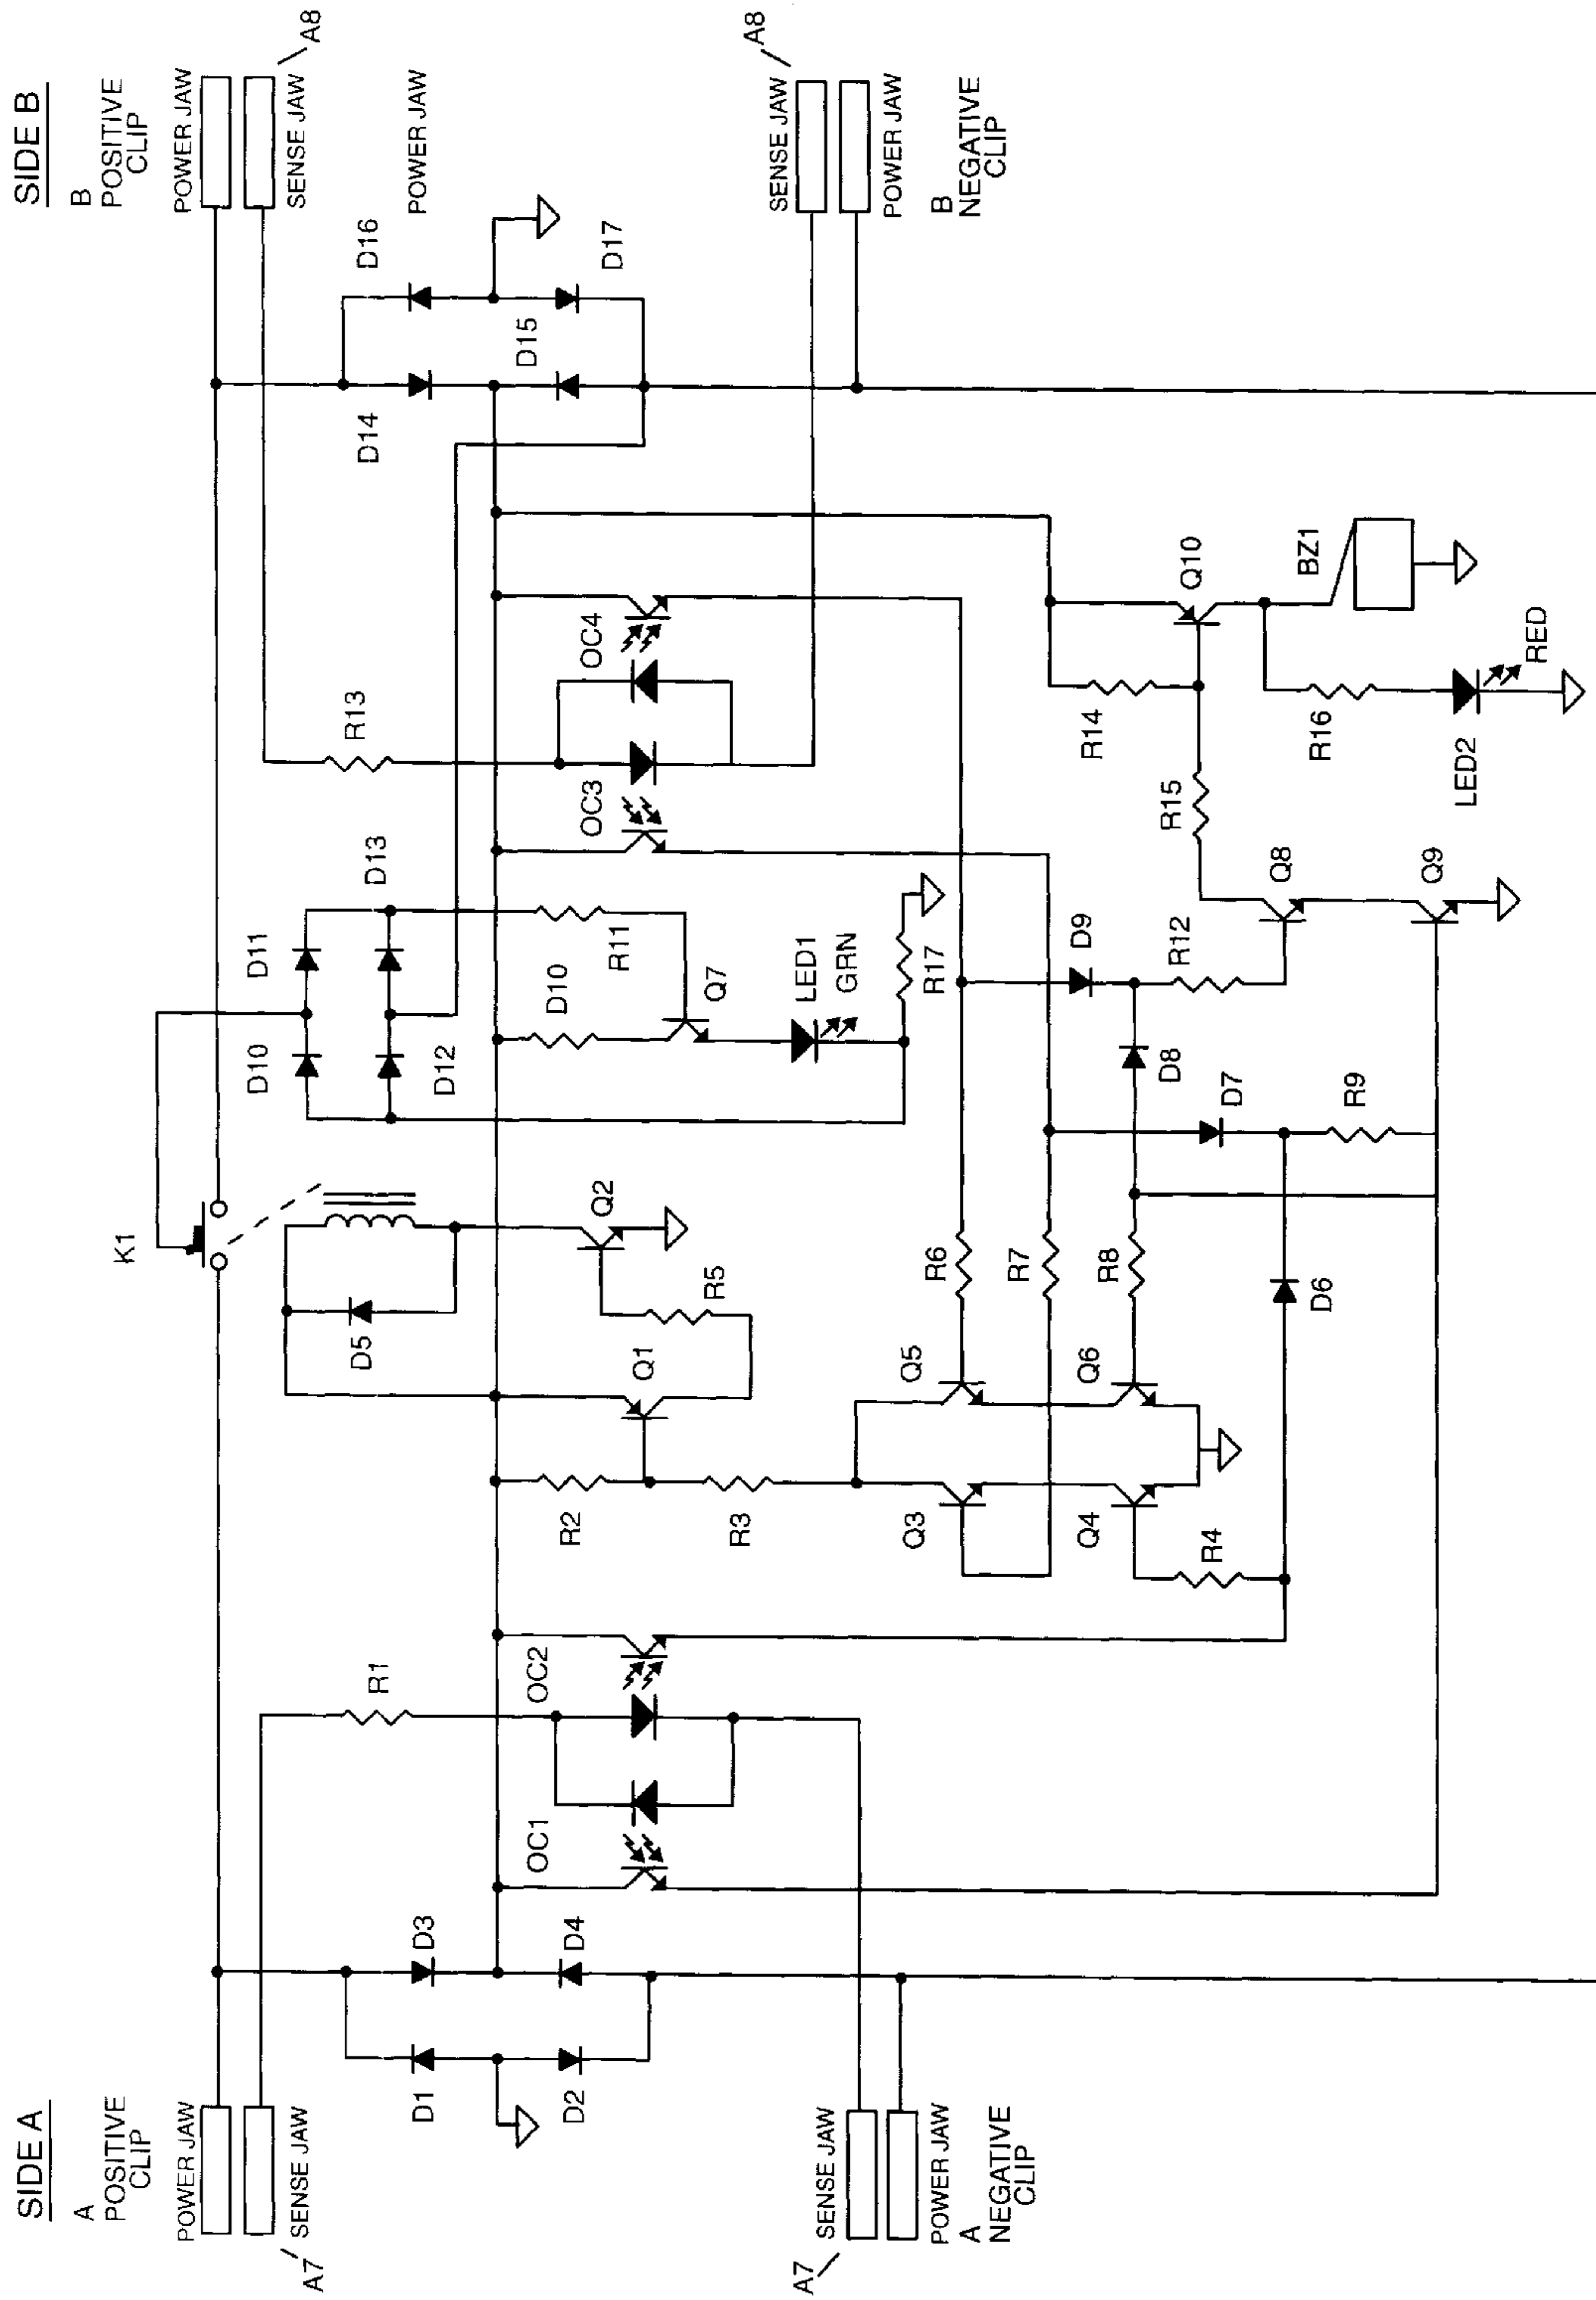 SIDE A
A
POSITIVE
CLIP
POWER JAW
SENSE JAW
A7
SIDE B
B
POSITIVE
CLIP
POWER JAW
SENSE JAW
A8
POWER JAW
K1
D1
D3
R1
D5
D10
D11
D12
D13
R13
D14
D16
D2
D4
OC1
OC2
R2
Q1
Q2
R5
D10
R11
OC3
OC4
D15
D17
R3
Q7
LED1
GRN
R17
A7
SENSE JAW
POWER JAW
A
NEGATIVE
CLIP
A8
SENSE JAW
POWER JAW
B
NEGATIVE
CLIP
Q3
Q5
R6
R7
D9
Q4
Q6
R8
D8
R12
R15
R14
Q10
R4
D6
D7
R9
Q8
R16
BZ1
Q9
LED2
RED